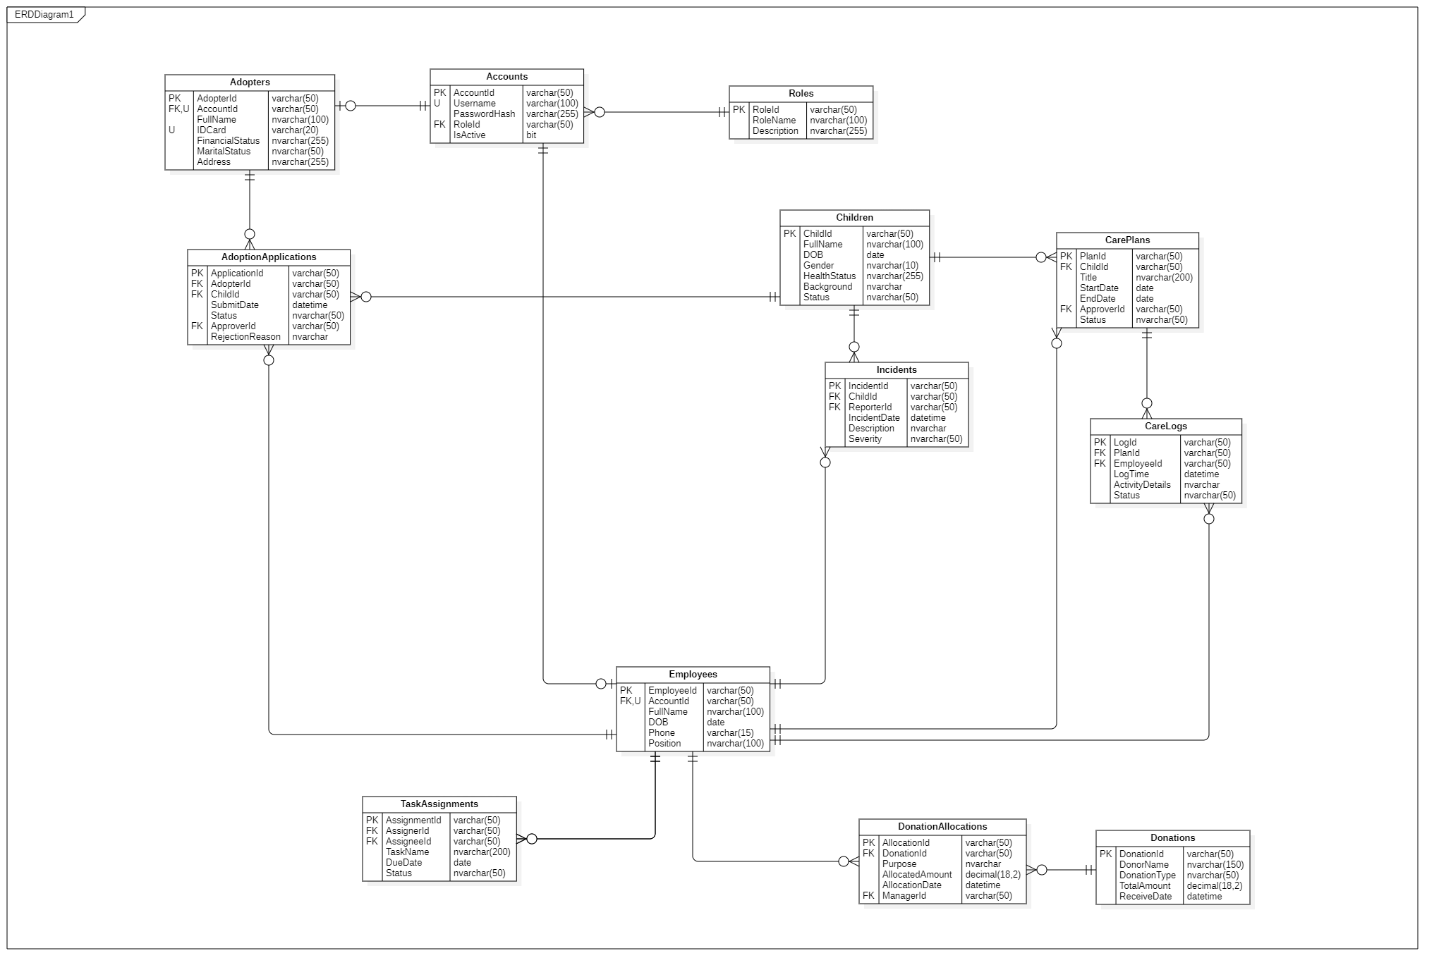 ERDDiagram1
Adopters
PK AdopterId varchar(50)
FK,U AccountId varchar(50)
FullName nvarchar(100)
U IDCard varchar(20)
FinancialStatus nvarchar(255)
MaritalStatus nvarchar(50)
Address nvarchar(255)
Accounts
PK AccountId varchar(50)
U Username varchar(100)
PasswordHash varchar(255)
FK RoleId varchar(50)
IsActive bit
Roles
PK RoleId varchar(50)
RoleName nvarchar(100)
Description nvarchar(255)
Children
PK ChildId varchar(50)
FullName nvarchar(100)
DOB date
Gender nvarchar(10)
HealthStatus nvarchar(255)
Background nvarchar
Status nvarchar(50)
CarePlans
PK PlanId varchar(50)
FK ChildId varchar(50)
Title nvarchar(200)
StartDate date
EndDate date
FK ApproverId varchar(50)
Status nvarchar(50)
AdoptionApplications
PK ApplicationId varchar(50)
FK AdopterId varchar(50)
FK ChildId varchar(50)
SubmitDate datetime
Status nvarchar(50)
FK ApproverId varchar(50)
RejectionReason nvarchar
Incidents
PK IncidentId varchar(50)
FK ChildId varchar(50)
FK ReporterId varchar(50)
IncidentDate datetime
Description nvarchar
Severity nvarchar(50)
CareLogs
PK LogId varchar(50)
FK PlanId varchar(50)
FK EmployeeId varchar(50)
LogTime datetime
ActivityDetails nvarchar
Status nvarchar(50)
Employees
PK EmployeeId varchar(50)
FK,U AccountId varchar(50)
FullName nvarchar(100)
DOB date
Phone varchar(15)
Position nvarchar(100)
TaskAssignments
PK AssignmentId varchar(50)
FK AssignerId varchar(50)
FK AssigneeId varchar(50)
TaskName nvarchar(200)
DueDate date
Status nvarchar(50)
DonationAllocations
PK AllocationId varchar(50)
FK DonationId varchar(50)
Purpose nvarchar
AllocatedAmount decimal(18,2)
AllocationDate datetime
FK ManagerId varchar(50)
Donations
PK DonationId varchar(50)
DonorName nvarchar(150)
DonationType nvarchar(50)
TotalAmount decimal(18,2)
ReceiveDate datetime